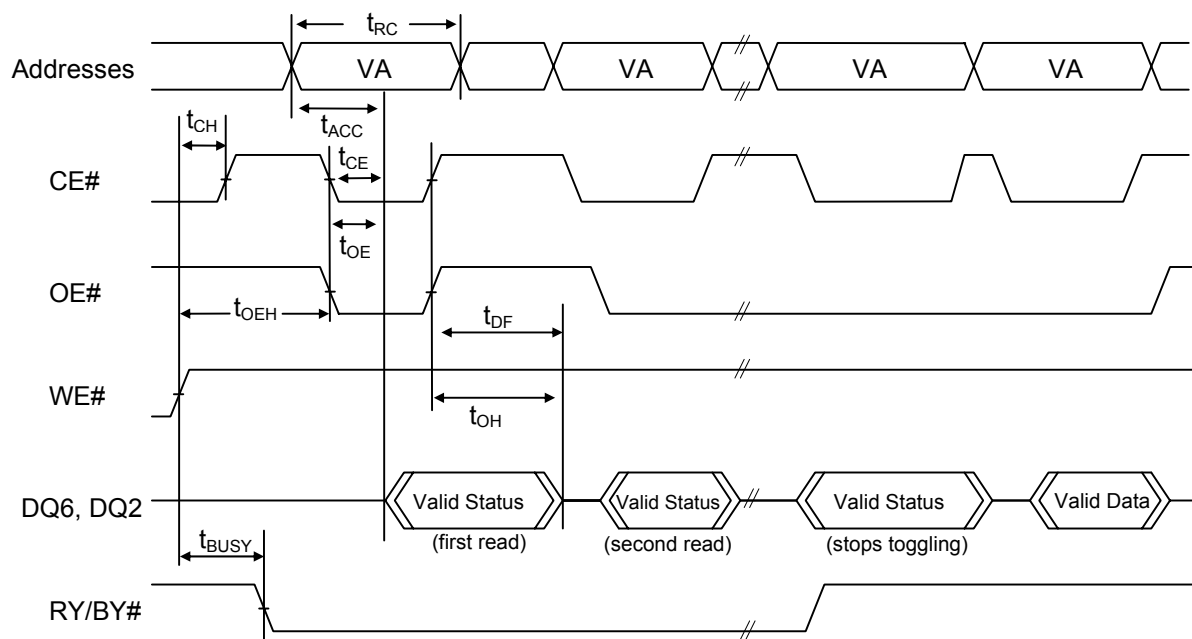 tRC
Addresses VA VA VA VA
tCH
tACC
tCE
CE#
tOE
OE#
tOEH
tDF
WE#
tOH
DQ6, DQ2 Valid Status Valid Status Valid Status Valid Data
(first read) (second read) (stops toggling)
tBUSY
RY/BY#